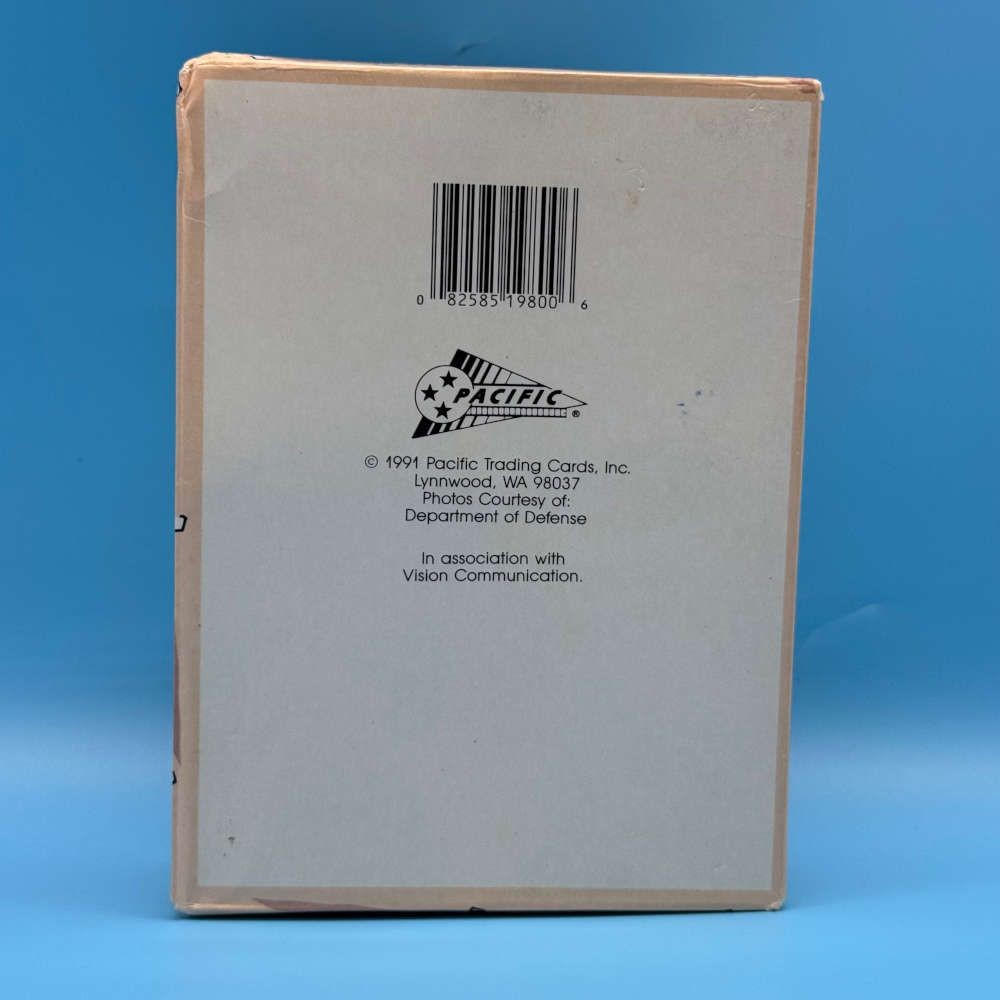 0 82585 19800 6
PACIFIC ®
© 1991 Pacific Trading Cards, Inc.
Lynnwood, WA 98037
Photos Courtesy of:
Department of Defense
In association with
Vision Communication.